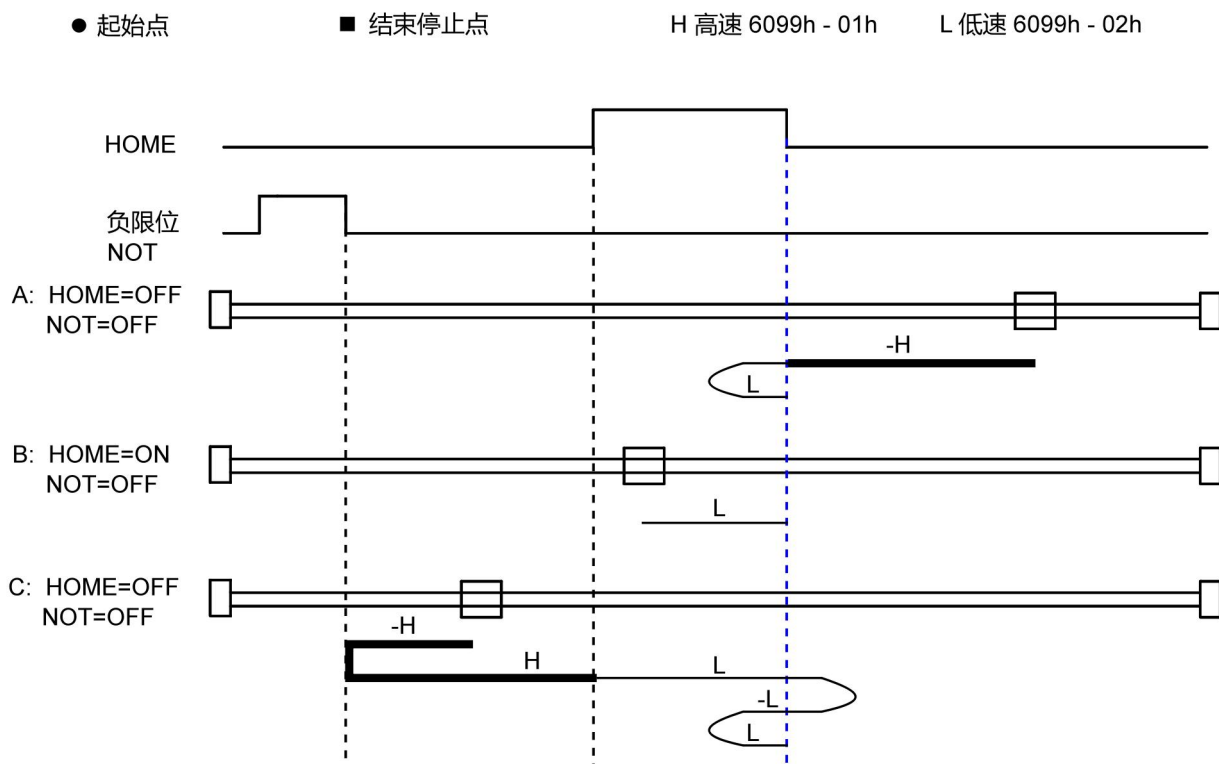 ● 起始点 ■ 结束停止点 H 高速 6099h - 01h L 低速 6099h - 02h
HOME
负限位
NOT
A: HOME=OFF
NOT=OFF
-H
L
B: HOME=ON
NOT=OFF
L
C: HOME=OFF
NOT=OFF
-H
H
L
-L
L